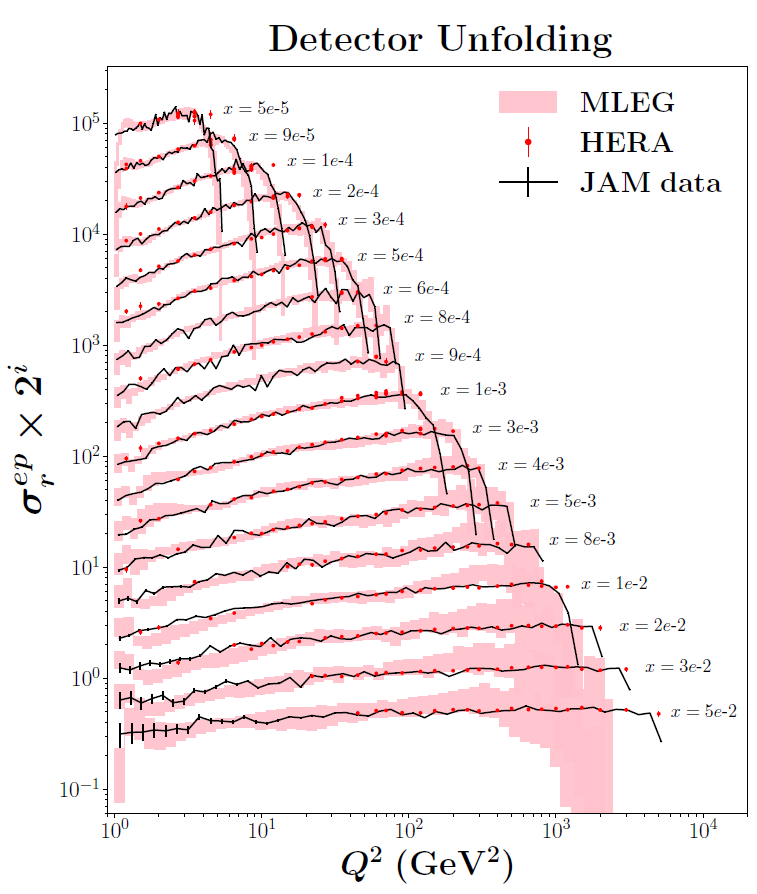 Detector Unfolding
MLEG
HERA
JAM data
x = 5e-5
x = 9e-5
x = 1e-4
x = 2e-4
x = 3e-4
x = 5e-4
x = 6e-4
x = 8e-4
x = 9e-4
x = 1e-3
x = 3e-3
x = 4e-3
x = 5e-3
x = 8e-3
x = 1e-2
x = 2e-2
x = 3e-2
x = 5e-2
σ_r^{ep} × 2^i
10^5
10^4
10^3
10^2
10^1
10^0
10^{−1}
10^0 10^1 10^2 10^3 10^4
Q^2 (GeV^2)